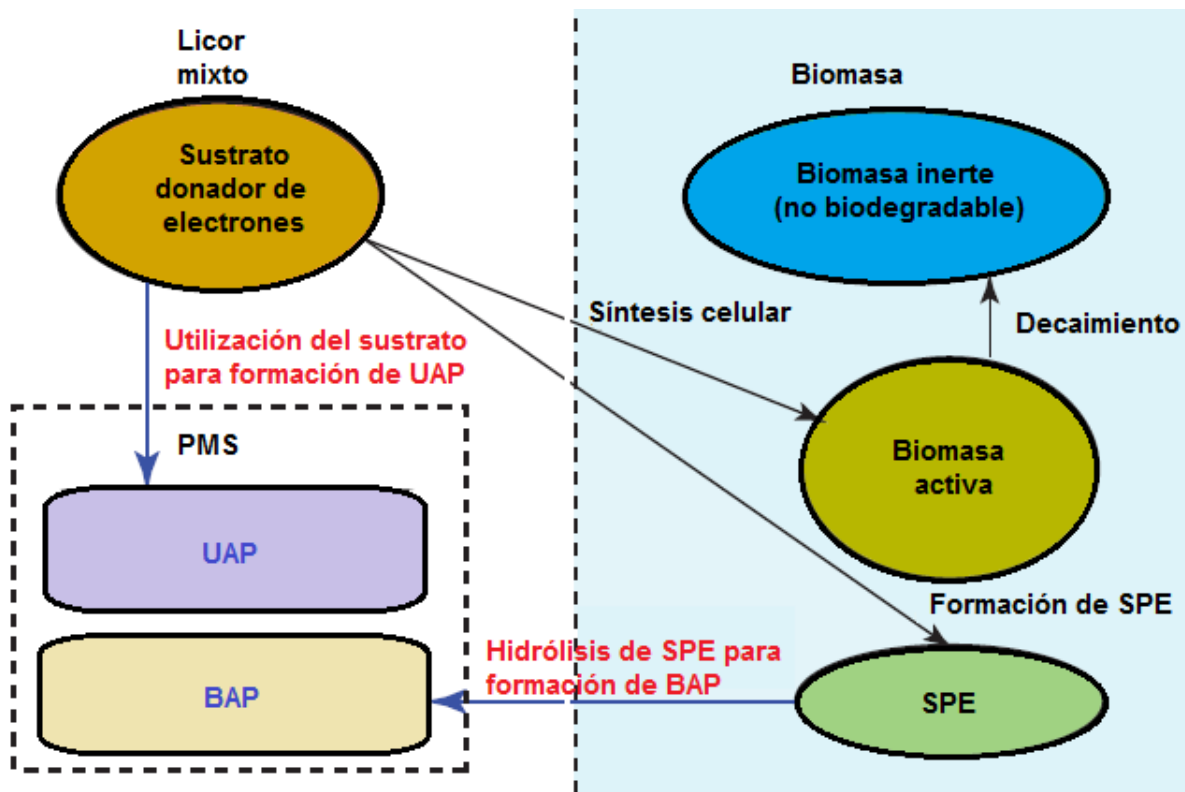 Licor
mixto
Sustrato
donador de
electrones
Utilización del sustrato
para formación de UAP
PMS
UAP
BAP
Biomasa
Biomasa inerte
(no biodegradable)
Síntesis celular
Decaimiento
Biomasa
activa
Formación de SPE
Hidrólisis de SPE para
formación de BAP
SPE